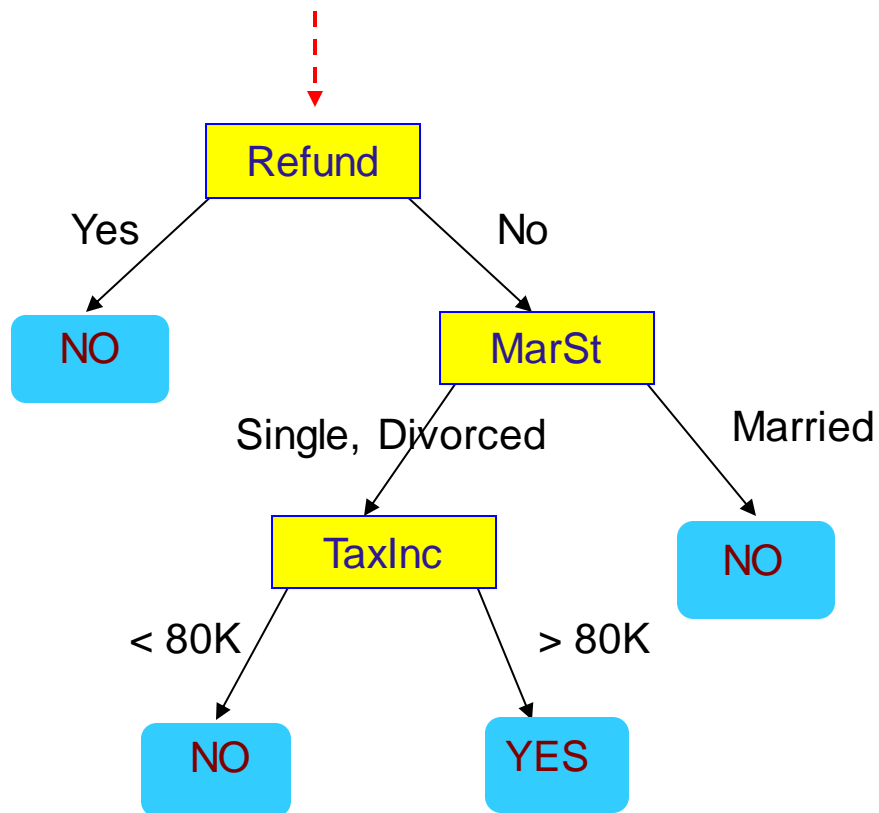 Refund
Yes
No
NO
MarSt
Single, Divorced
Married
TaxInc
NO
< 80K
> 80K
NO
YES